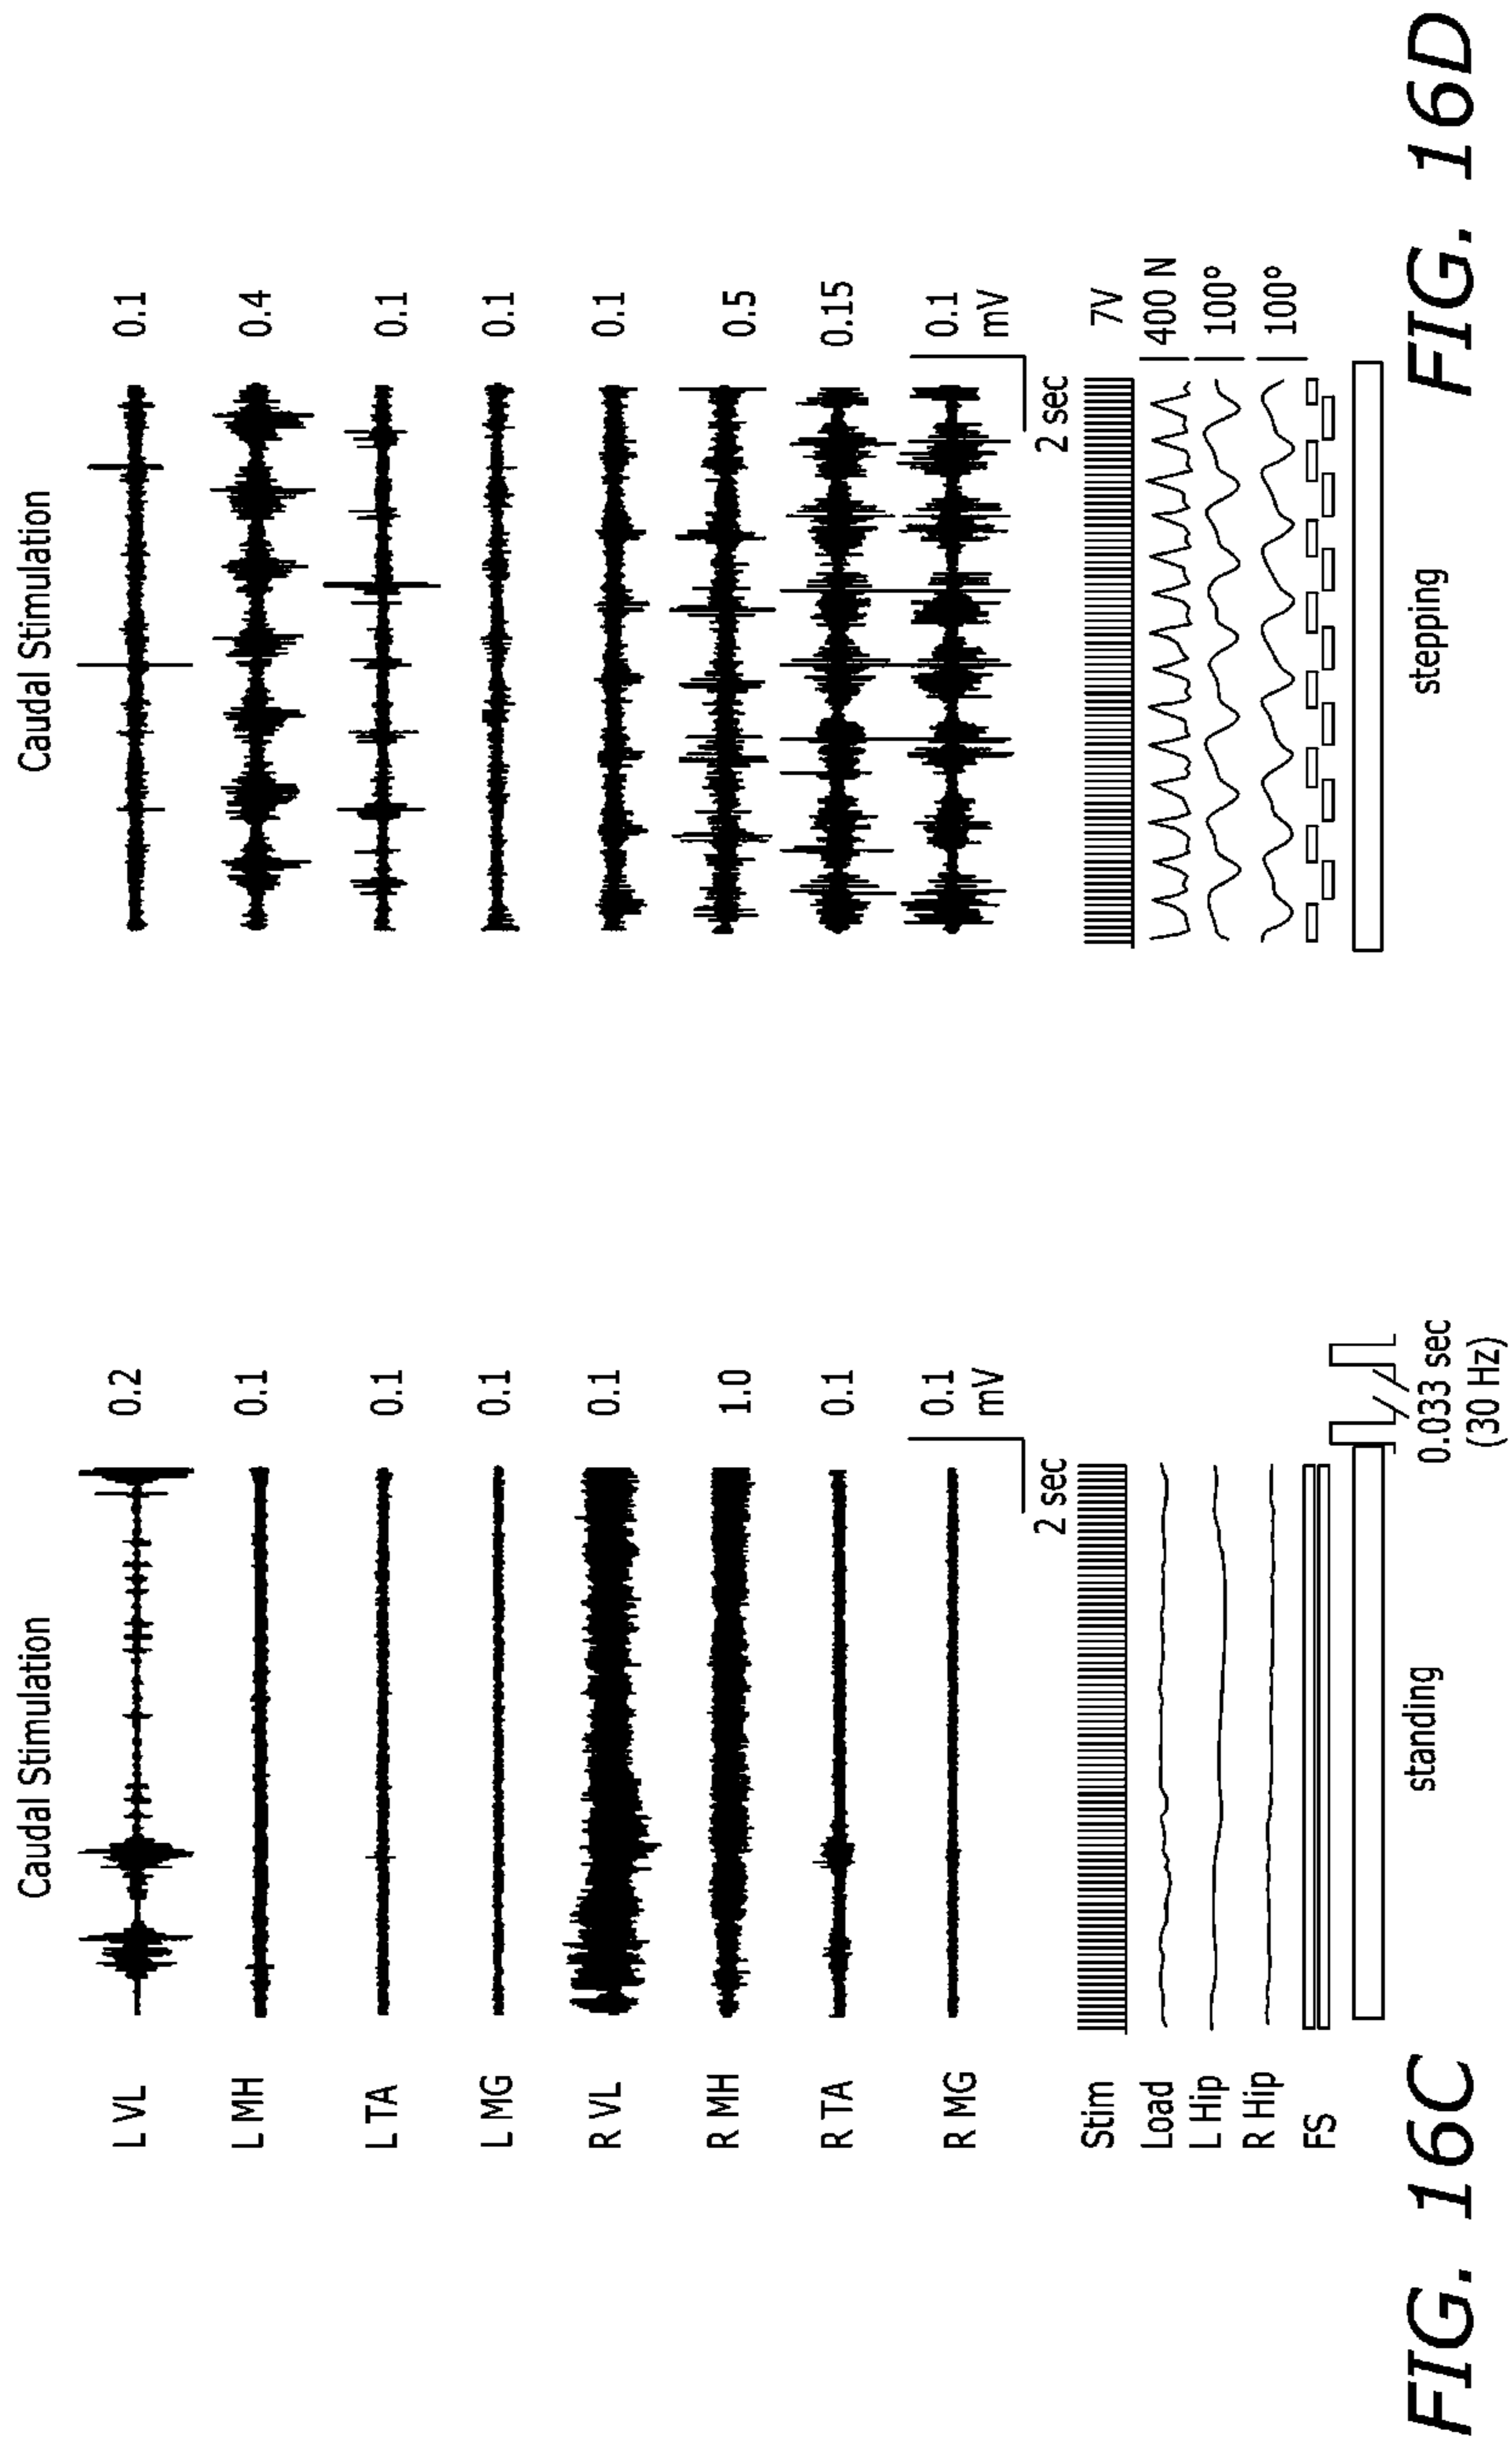 Caudal Stimulation
L VL
0.2
L MH
0.1
L TA
0.1
L MG
0.1
R VL
0.1
R MH
1.0
R TA
0.1
R MG
0.1
mV
2 sec
Stim
Load
L Hip
R Hip
FS
standing
0.033 sec
(30 Hz)
FIG. 16C
Caudal Stimulation
0.1
0.4
0.1
0.1
0.1
0.5
0.15
0.1
mV
2 sec
7V
400 N
100°
100°
stepping
FIG. 16D